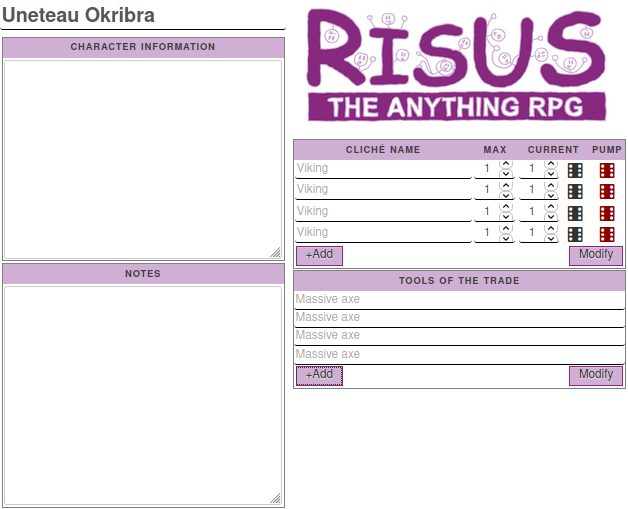 Uneteau Okribra
CHARACTER INFORMATION
NOTES
RISUS
THE ANYTHING RPG
CLICHÉ NAME MAX CURRENT PUMP
Viking 1 1
Viking 1 1
Viking 1 1
Viking 1 1
+Add Modify
TOOLS OF THE TRADE
Massive axe
Massive axe
Massive axe
Massive axe
+Add Modify